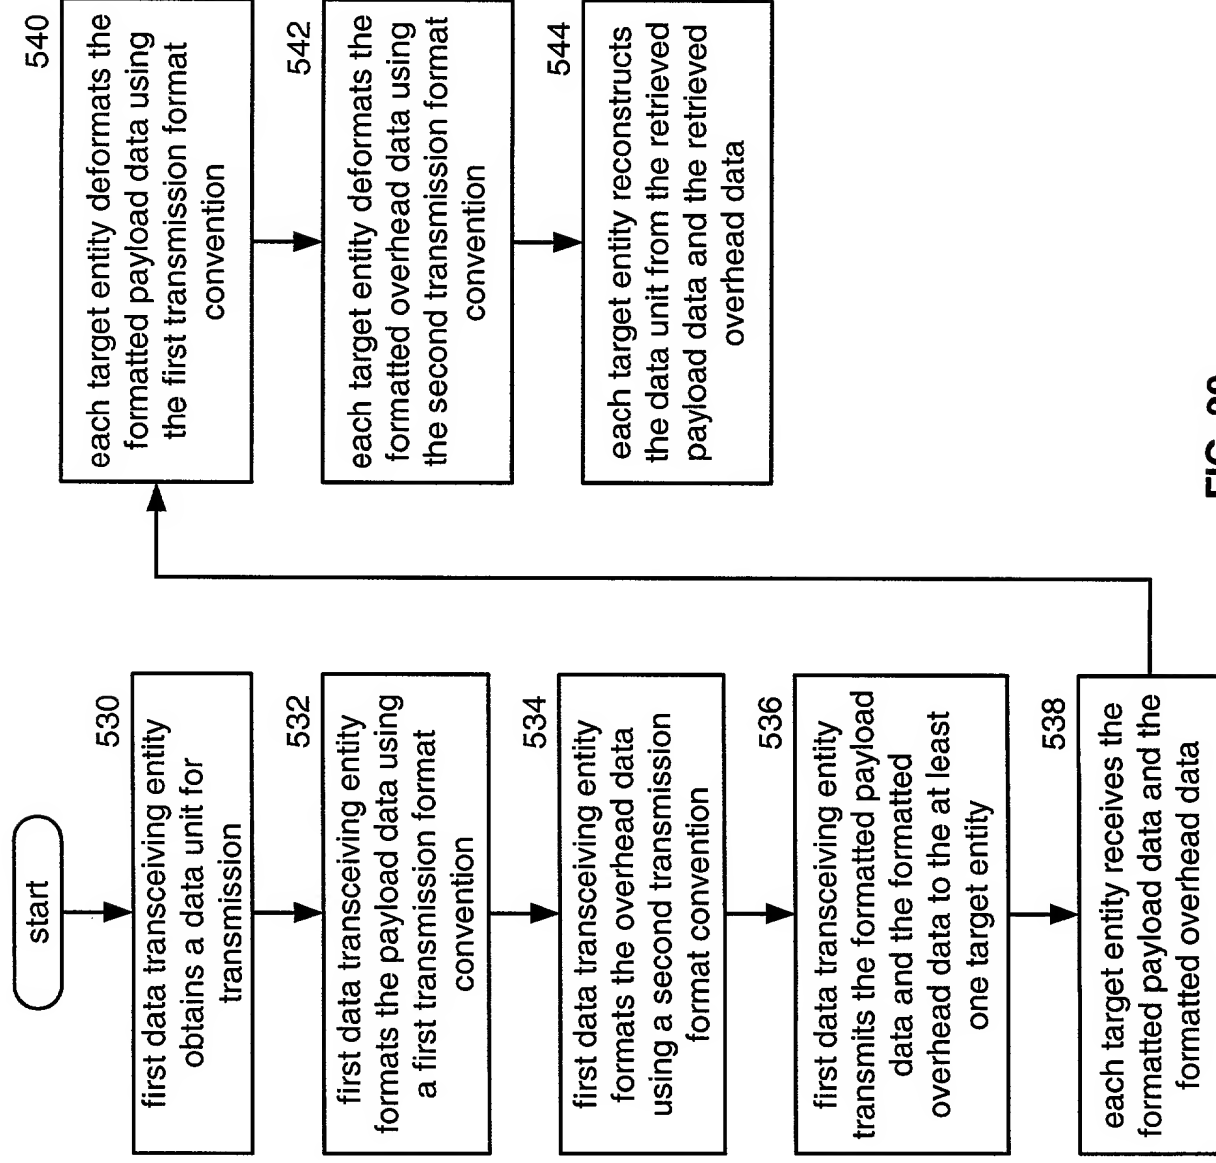 start
530
first data transceiving entity
obtains a data unit for
transmission
532
first data transceiving entity
formats the payload data using
a first transmission format
convention
534
first data transceiving entity
formats the overhead data
using a second transmission
format convention
536
first data transceiving entity
transmits the formatted payload
data and the formatted
overhead data to the at least
one target entity
538
each target entity receives the
formatted payload data and the
formatted overhead data
540
each target entity deformats the
formatted payload data using
the first transmission format
convention
542
each target entity deformats the
formatted overhead data using
the second transmission format
convention
544
each target entity reconstructs
the data unit from the retrieved
payload data and the retrieved
overhead data
FIG.